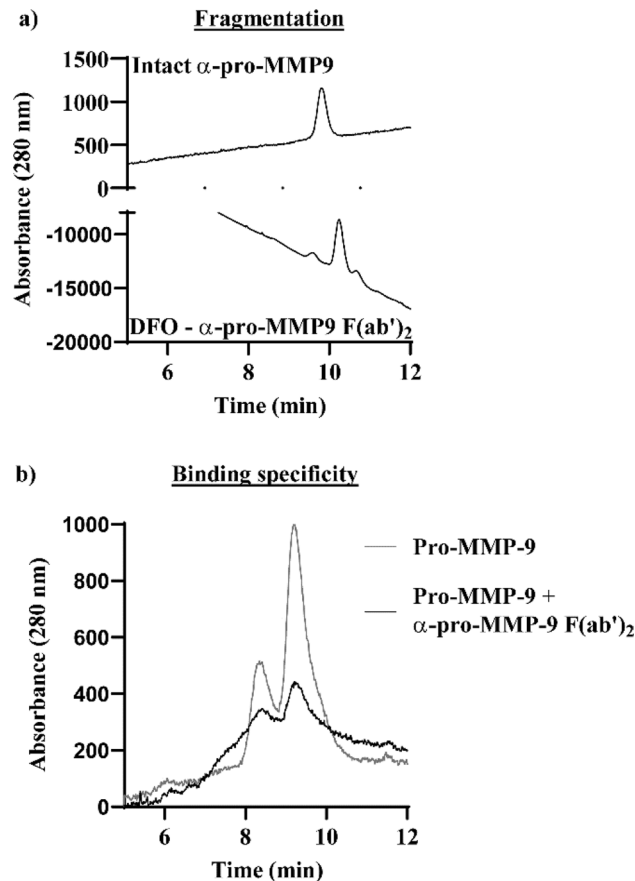 a)
Fragmentation
Intact α-pro-MMP9
1500
1000
500
0
-10000
-15000
-20000
Absorbance (280 nm)
DFO - α-pro-MMP9 F(ab')₂
6 8 10 12
Time (min)
b)
Binding specificity
1000
800
600
400
200
0
Absorbance (280 nm)
Pro-MMP-9
Pro-MMP-9 +
α-pro-MMP-9 F(ab')₂
6 8 10 12
Time (min)